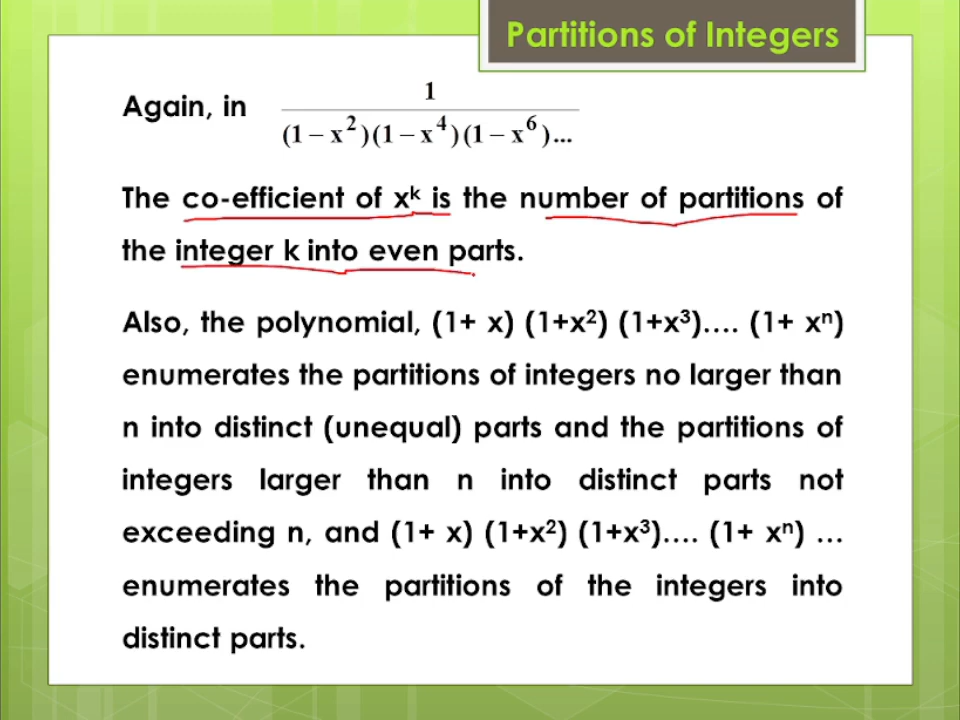 Partitions of Integers
Again, in 1 / (1 – x²)(1 – x⁴)(1 – x⁶)...
The co-efficient of xᵏ is the number of partitions of
the integer k into even parts.
Also, the polynomial, (1+ x) (1+x²) (1+x³).... (1+ xⁿ)
enumerates the partitions of integers no larger than
n into distinct (unequal) parts and the partitions of
integers larger than n into distinct parts not
exceeding n, and (1+ x) (1+x²) (1+x³).... (1+ xⁿ) ...
enumerates the partitions of the integers into
distinct parts.